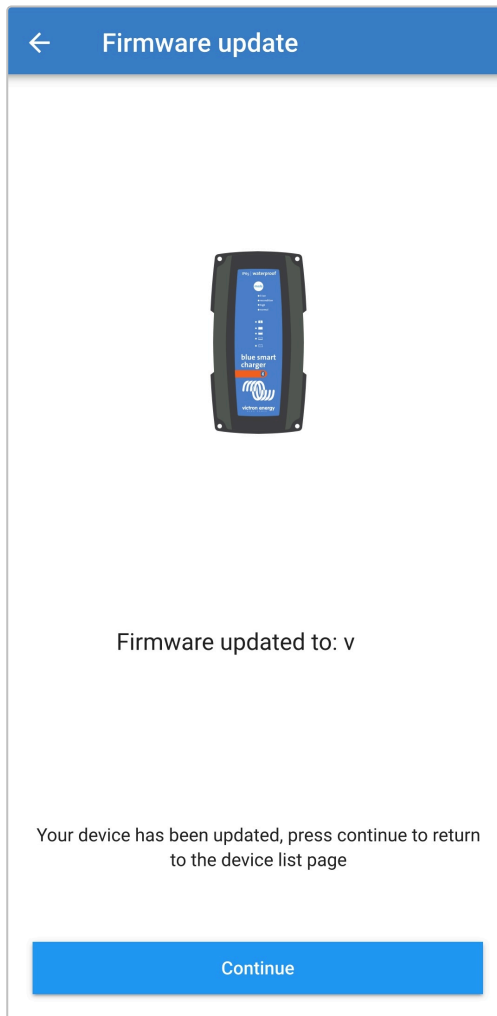 Firmware update
IP65 | waterproof
blue smart
charger
victron energy
Firmware updated to: v
Your device has been updated, press continue to return
to the device list page
Continue